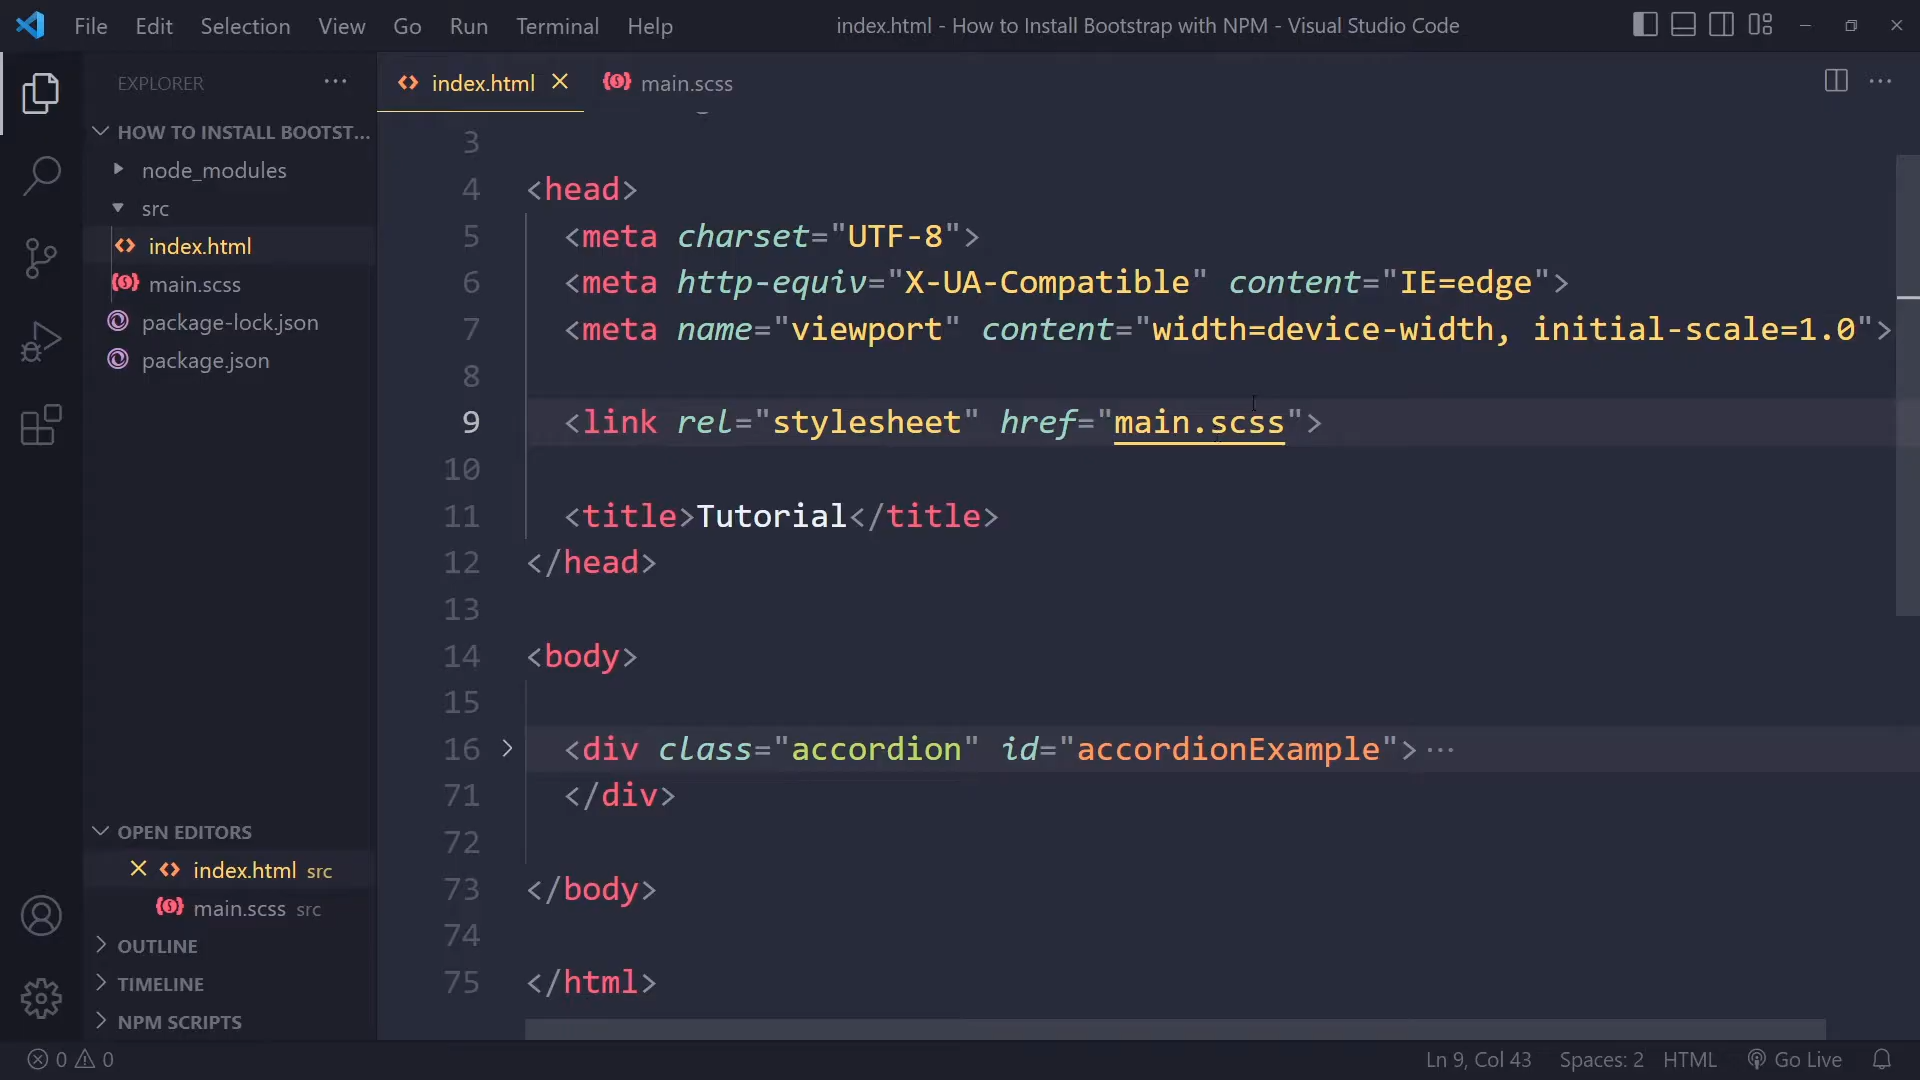 File Edit Selection View Go Run Terminal Help
index.html - How to Install Bootstrap with NPM - Visual Studio Code
EXPLORER
HOW TO INSTALL BOOTST...
node_modules
src
index.html
main.scss
package-lock.json
package.json
OPEN EDITORS
index.html src
main.scss src
OUTLINE
TIMELINE
NPM SCRIPTS
index.html
main.scss
3
4 <head>
5 <meta charset="UTF-8">
6 <meta http-equiv="X-UA-Compatible" content="IE=edge">
7 <meta name="viewport" content="width=device-width, initial-scale=1.0">
8
9 <link rel="stylesheet" href="main.scss">
10
11 <title>Tutorial</title>
12 </head>
13
14 <body>
15
16 <div class="accordion" id="accordionExample">···
71 </div>
72
73 </body>
74
75 </html>
0 0
Ln 9, Col 43 Spaces: 2 HTML Go Live